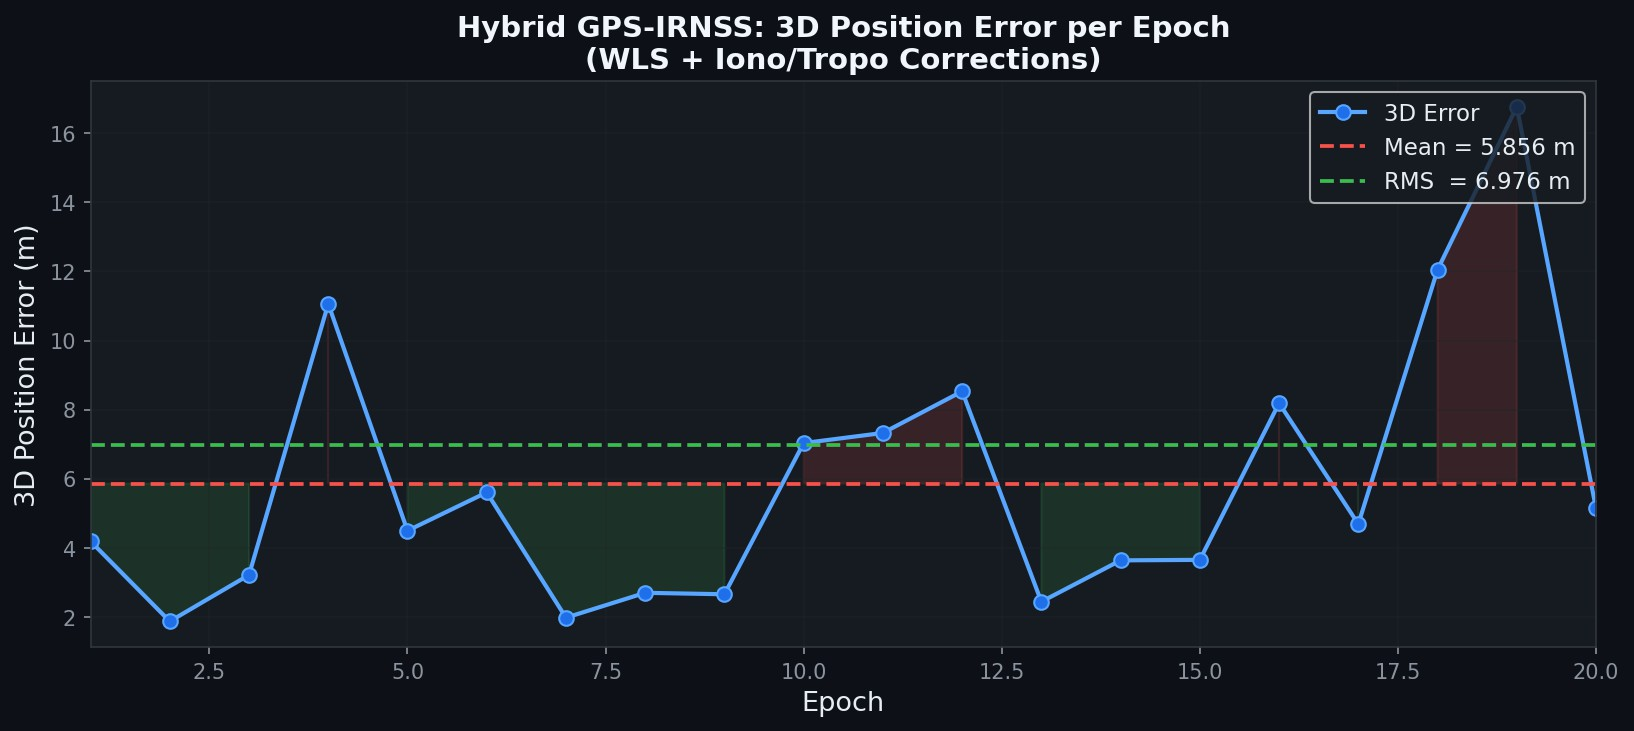 Hybrid GPS-IRNSS: 3D Position Error per Epoch
(WLS + Iono/Tropo Corrections)
3D Error
Mean = 5.856 m
RMS  = 6.976 m
3D Position Error (m)
16
14
12
10
8
6
4
2
2.5 5.0 7.5 10.0 12.5 15.0 17.5 20.0
Epoch